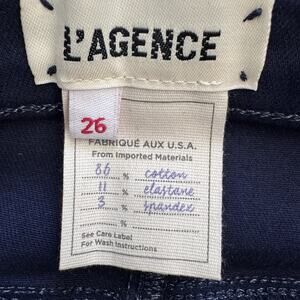 L'AGENCE
26
FABRIQUÉ AUX U.S.A.
From Imported Materials
86 % cotton
11 % elastane
3 % spandex
%
See Care Label
For Wash Instructions